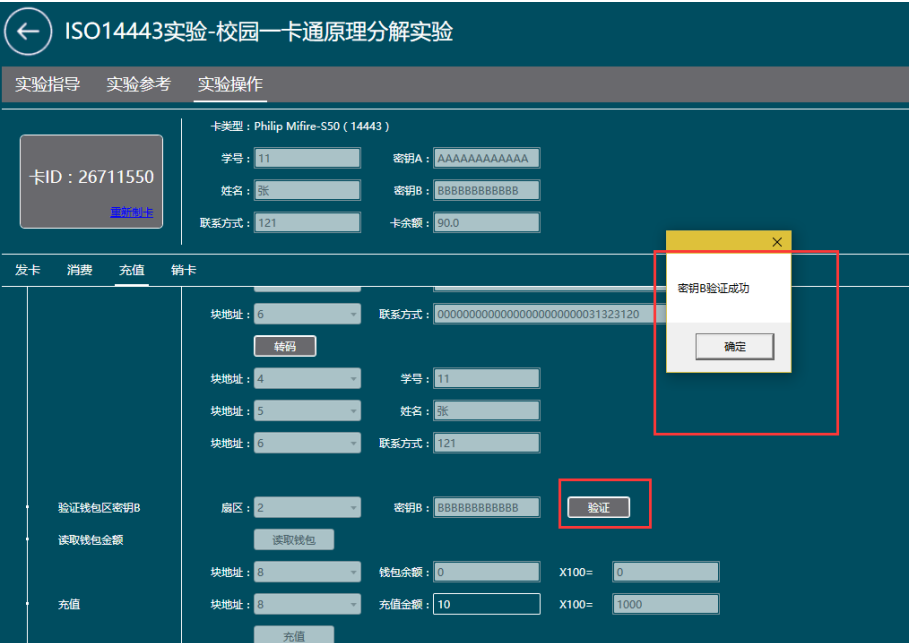 ISO14443实验-校园一卡通原理分解实验
实验指导 实验参考 实验操作
卡类型：Philip Mifire-S50（14443）
卡ID：26711550
重新制卡
学号：11 密钥A：AAAAAAAAAAAA
姓名：张 密钥B：BBBBBBBBBBBB
联系方式：121 卡余额：90.0
发卡 消费 充值 销卡
密钥B验证成功
确定
块地址：6 联系方式：00000000000000000000000031323120
转码
块地址：4 学号：11
块地址：5 姓名：张
块地址：6 联系方式：121
验证钱包区密钥B 扇区：2 密钥B：BBBBBBBBBBBB 验证
读取钱包金额 读取钱包
块地址：8 钱包余额：0 X100= 0
充值 块地址：8 充值金额：10 X100= 1000
充值